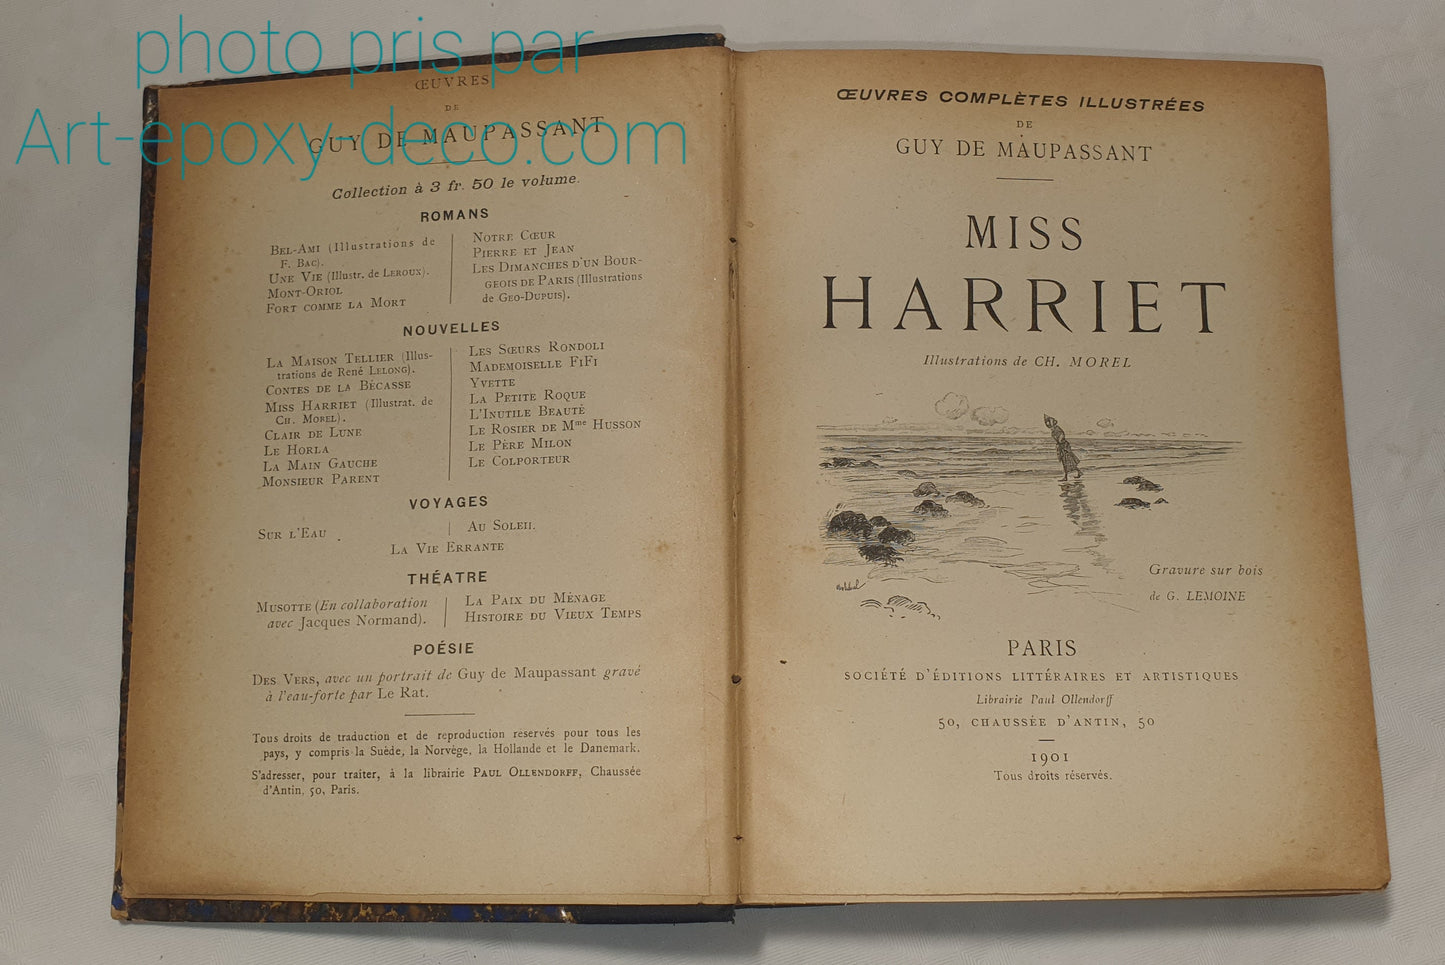 photo pris par
Art-epoxy-deco.com
ŒUVRES
DE
GUY DE MAUPASSANT
Collection à 3 fr. 50 le volume.
ROMANS
BEL-AMI (Illustrations de
F. BAC).
UNE VIE (Illustr. de LEROUX).
MONT-ORIOL
FORT COMME LA MORT
NOTRE CŒUR
PIERRE ET JEAN
LES DIMANCHES D'UN BOUR-
GEOIS DE PARIS (Illustrations
de GEO-DUPUIS).
NOUVELLES
LA MAISON TELLIER (Illus-
trations de René LELONG).
CONTES DE LA BÉCASSE
MISS HARRIET (Illustrat. de
CH. MOREL).
CLAIR DE LUNE
LE HORLA
LA MAIN GAUCHE
MONSIEUR PARENT
LES SŒURS RONDOLI
MADEMOISELLE FIFI
YVETTE
LA PETITE ROQUE
L'INUTILE BEAUTÉ
LE ROSIER DE Mme HUSSON
LE PÈRE MILON
LE COLPORTEUR
VOYAGES
SUR L'EAU
AU SOLEIL.
LA VIE ERRANTE
THÉATRE
MUSOTTE (En collaboration
avec Jacques Normand).
LA PAIX DU MÉNAGE
HISTOIRE DU VIEUX TEMPS
POÉSIE
DES VERS, avec un portrait de Guy de Maupassant gravé
à l'eau-forte par Le Rat.
Tous droits de traduction et de reproduction reservés pour tous les
pays, y compris la Suède, la Norvège, la Hollande et le Danemark.
S'adresser, pour traiter, à la librairie PAUL OLLENDORFF, Chaussée
d'Antin, 50, Paris.
ŒUVRES COMPLÈTES ILLUSTRÉES
DE
GUY DE MAUPASSANT
MISS
HARRIET
Illustrations de CH. MOREL
Gravure sur bois
de G. LEMOINE
PARIS
SOCIÉTÉ D'ÉDITIONS LITTÉRAIRES ET ARTISTIQUES
Librairie Paul Ollendorff
50, CHAUSSÉE D'ANTIN, 50
1901
Tous droits réservés.